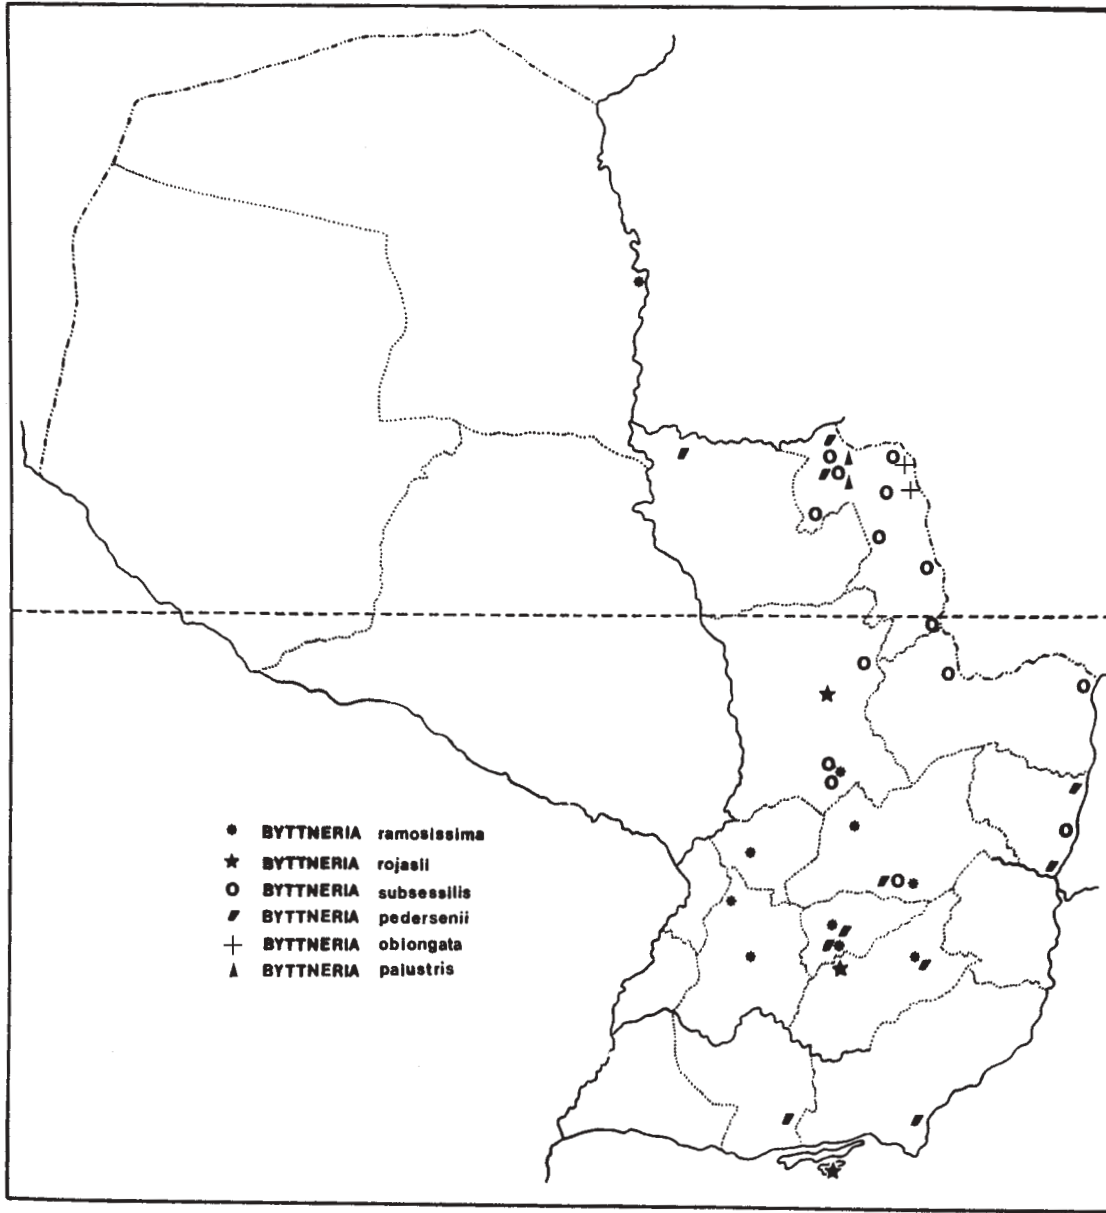 BYTTNERIA ramosissima
BYTTNERIA rojasii
BYTTNERIA subsessilis
BYTTNERIA pedersenii
BYTTNERIA oblongata
BYTTNERIA palustris